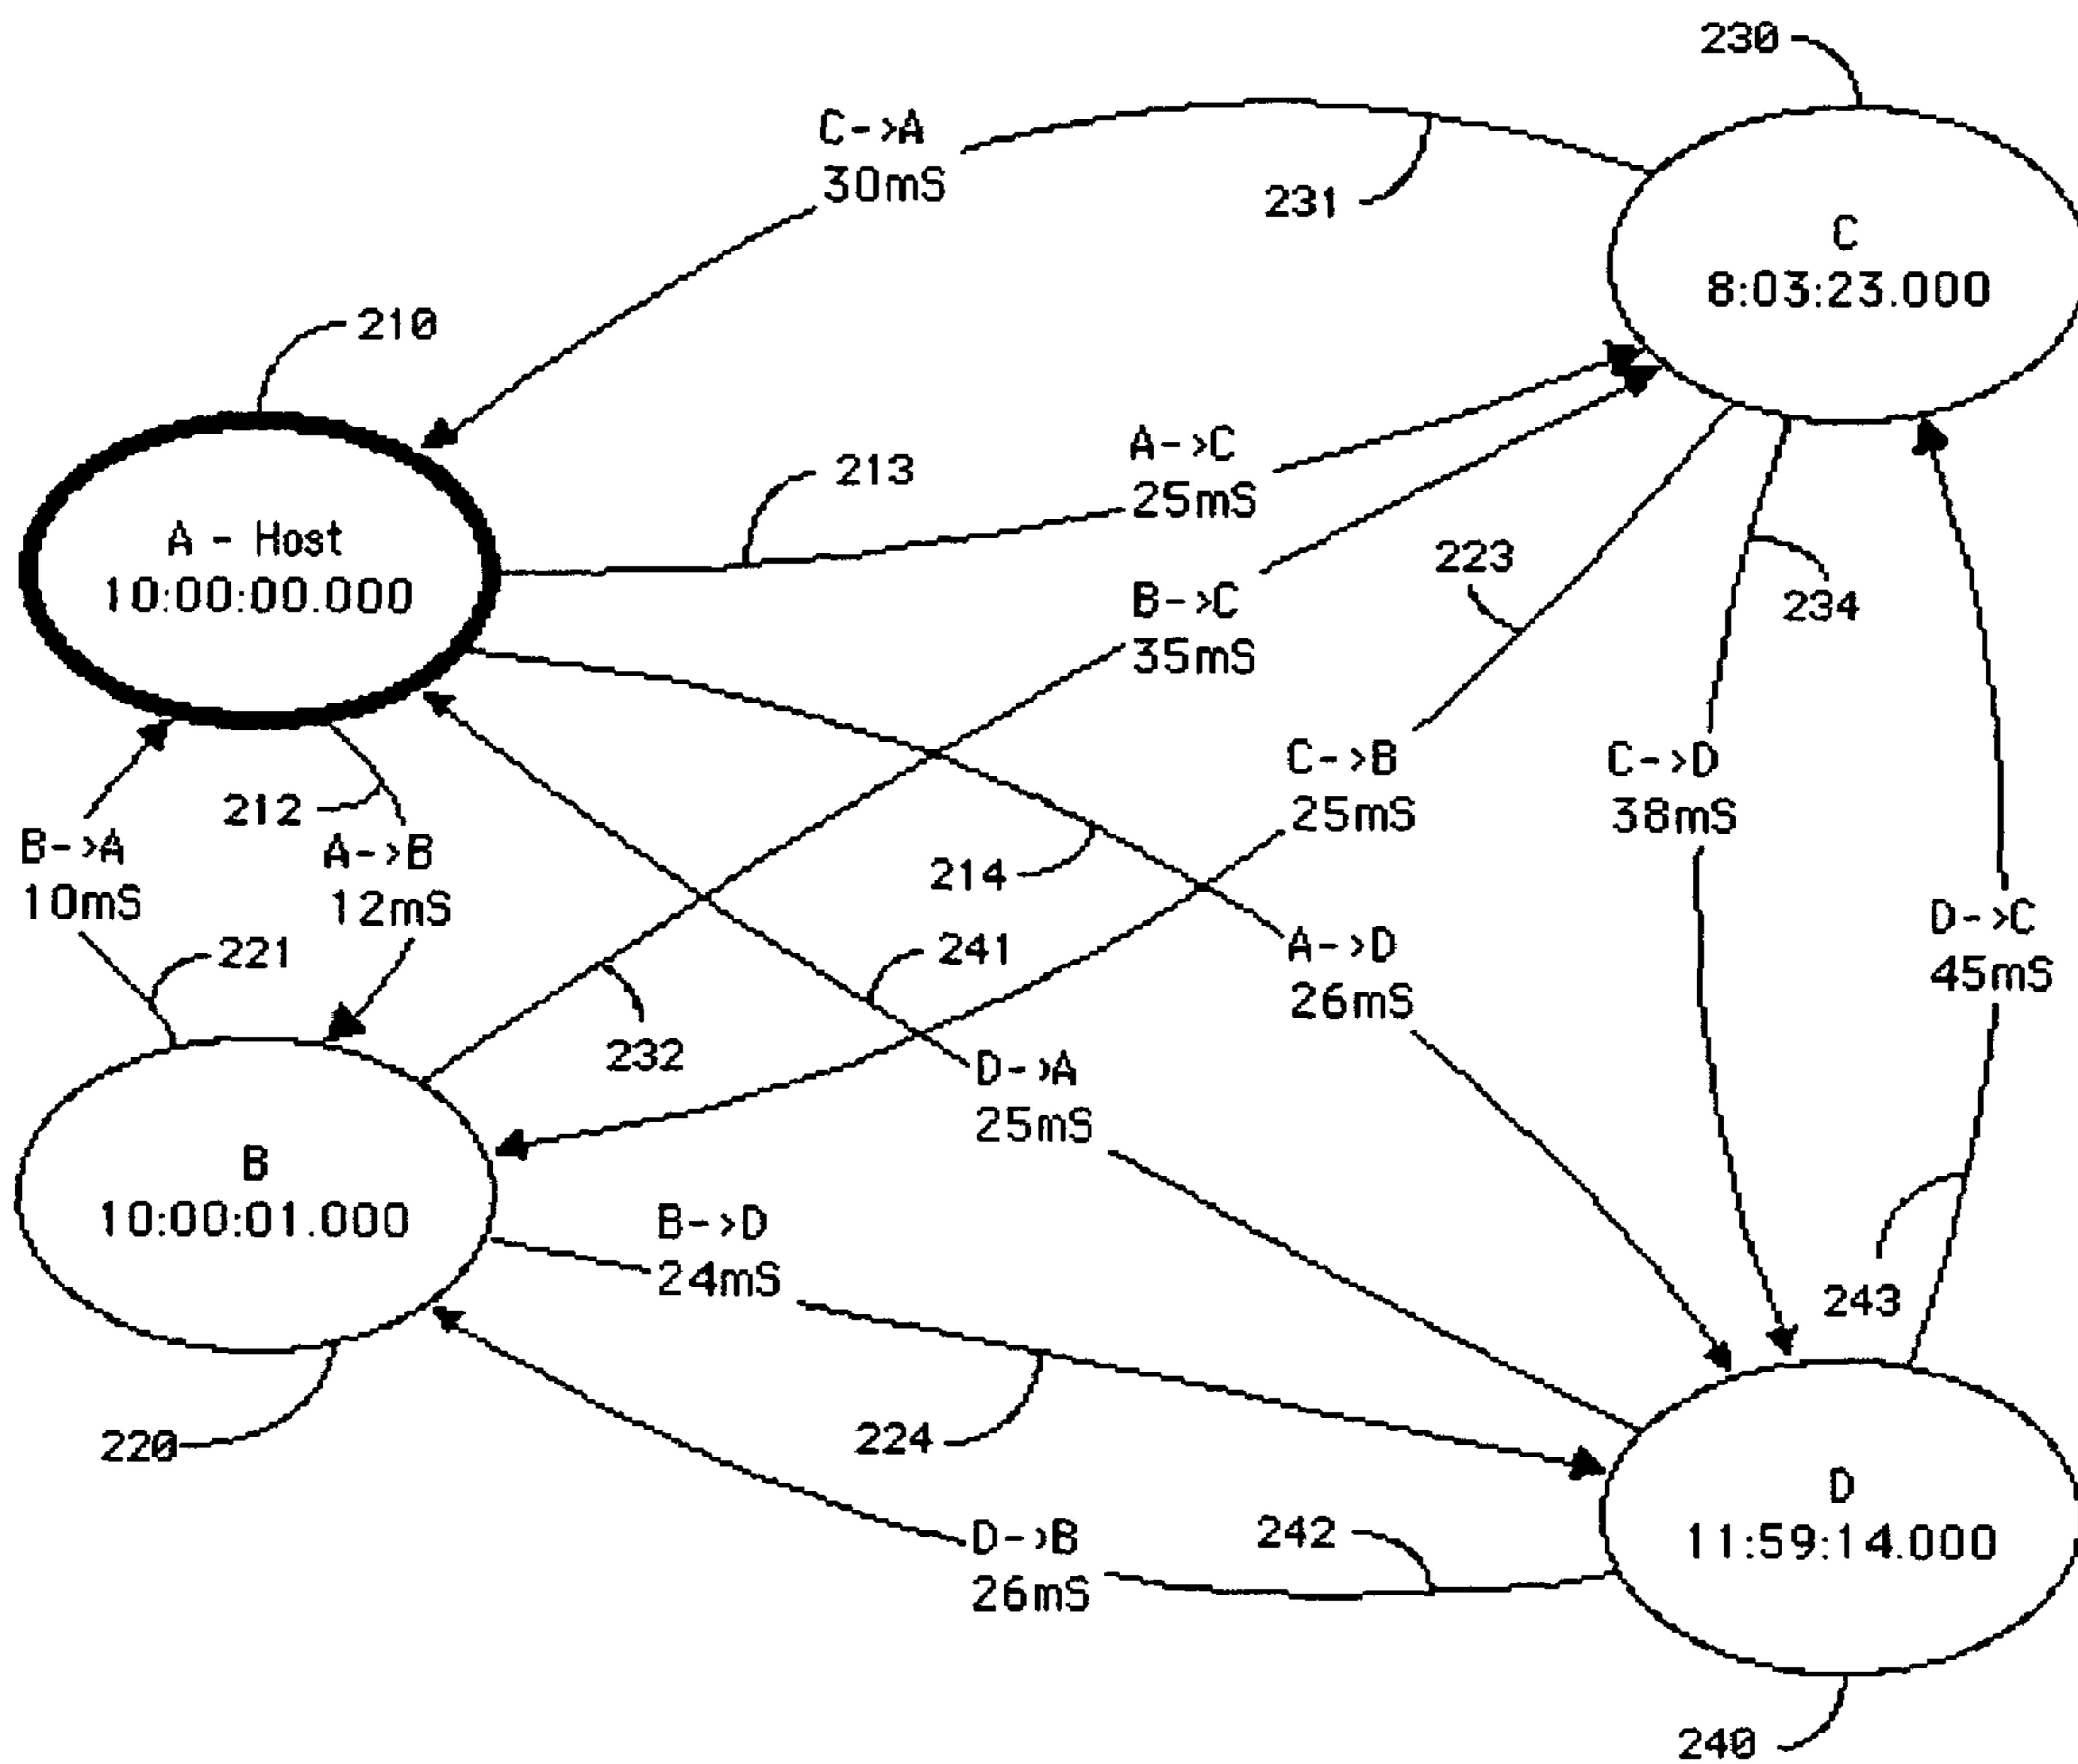 230
C->A
30mS
231
C
8:03:23.000
210
A - Host
10:00:00.000
213
A->C
25mS
223
B->C
35mS
234
212
B->A
10mS
A->B
12mS
C->B
25mS
C->D
38mS
214
221
241
A->D
26mS
D->C
45mS
232
D->A
25mS
B
10:00:01.000
B->D
24mS
243
220
224
D
11:59:14.000
D->B
26mS
242
240